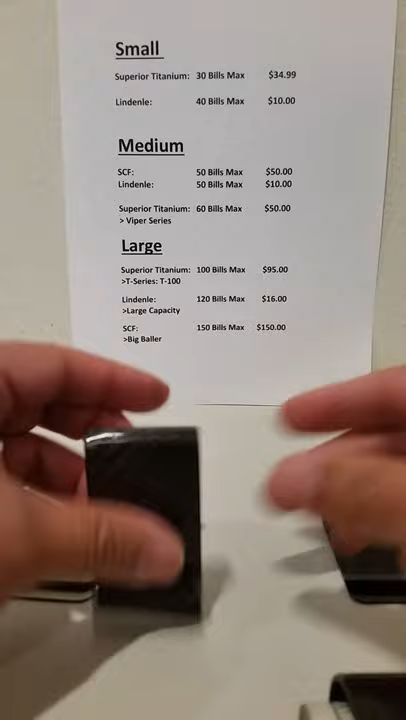 Small
Superior Titanium: 30 Bills Max $34.99
Lindenle: 40 Bills Max $10.00
Medium
SCF: 50 Bills Max $50.00
Lindenle: 50 Bills Max $10.00
Superior Titanium: 60 Bills Max $50.00
> Viper Series
Large
Superior Titanium: 100 Bills Max $95.00
>T-Series: T-100
Lindenle: 120 Bills Max $16.00
>Large Capacity
SCF: 150 Bills Max $150.00
>Big Baller